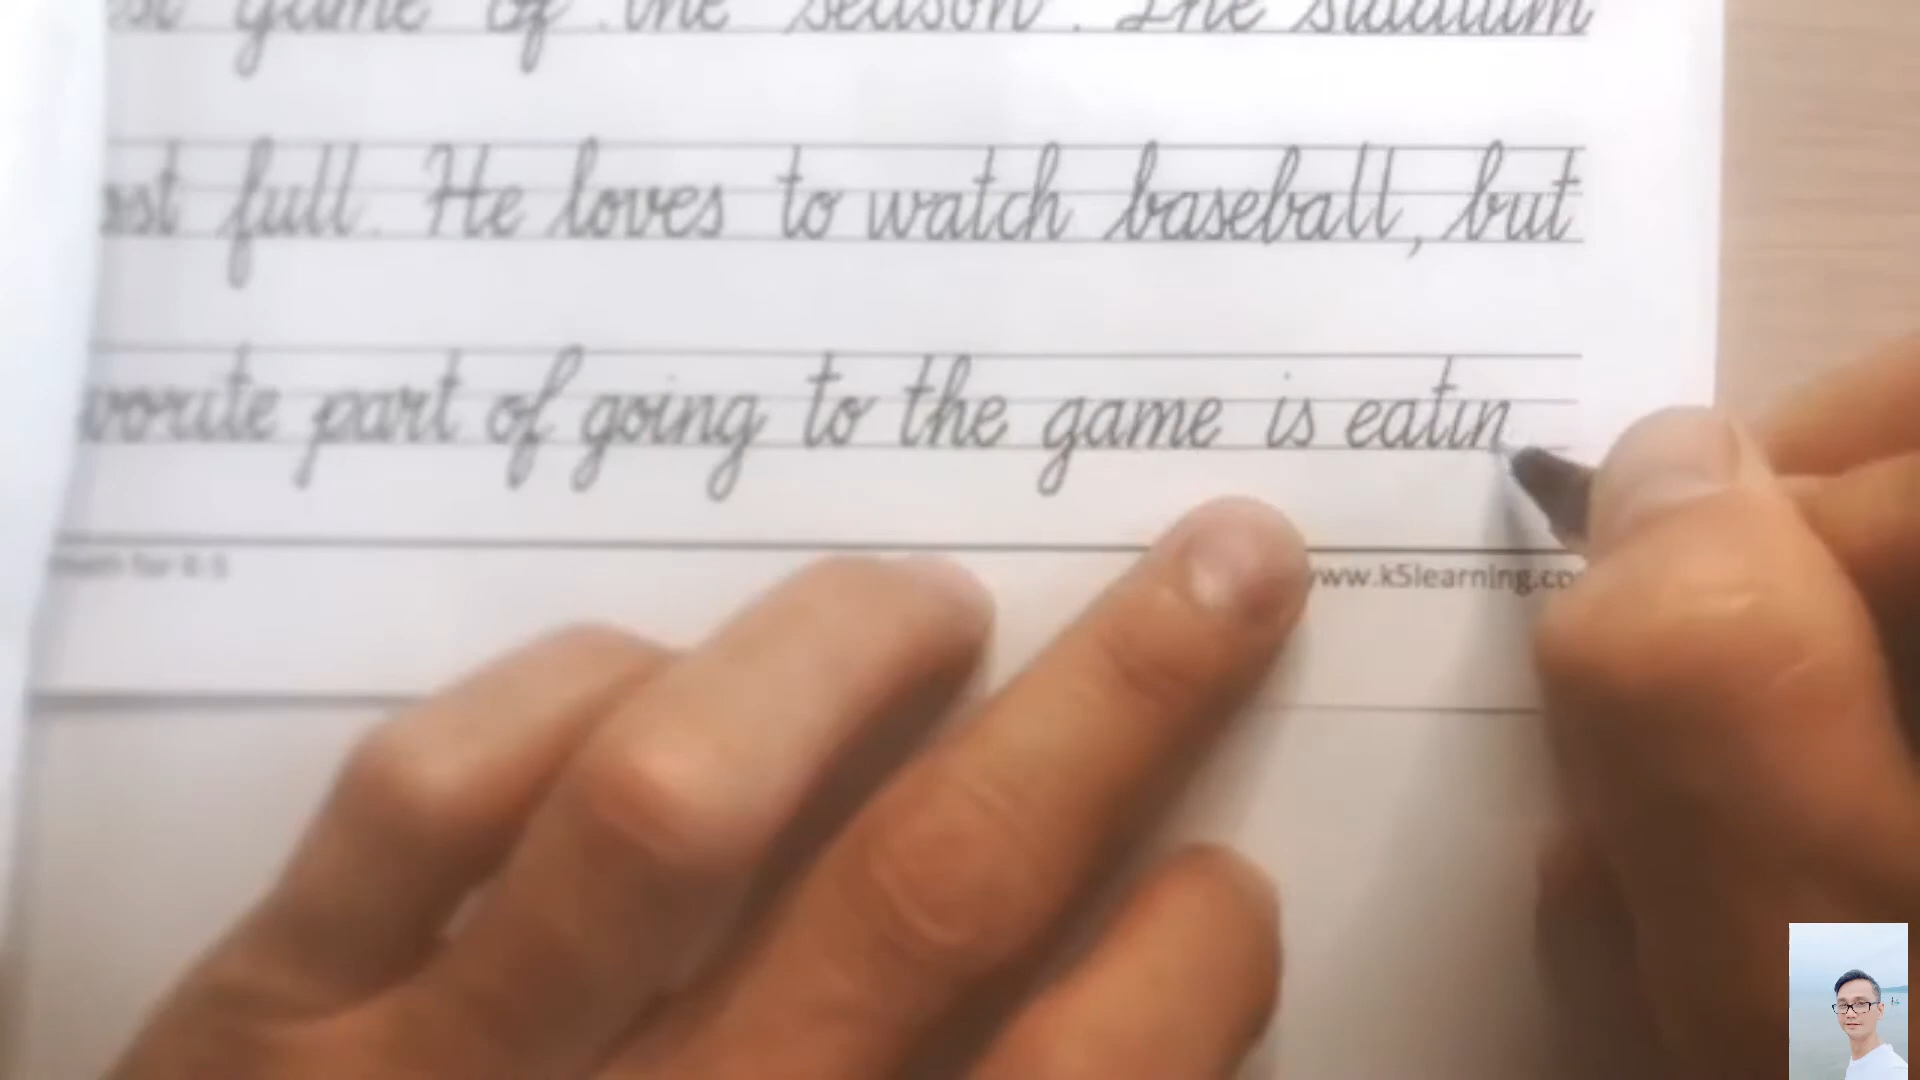 game of the season. The stadium
full. He loves to watch baseball, but
part of going to the game is eatin
www.k5learning.co